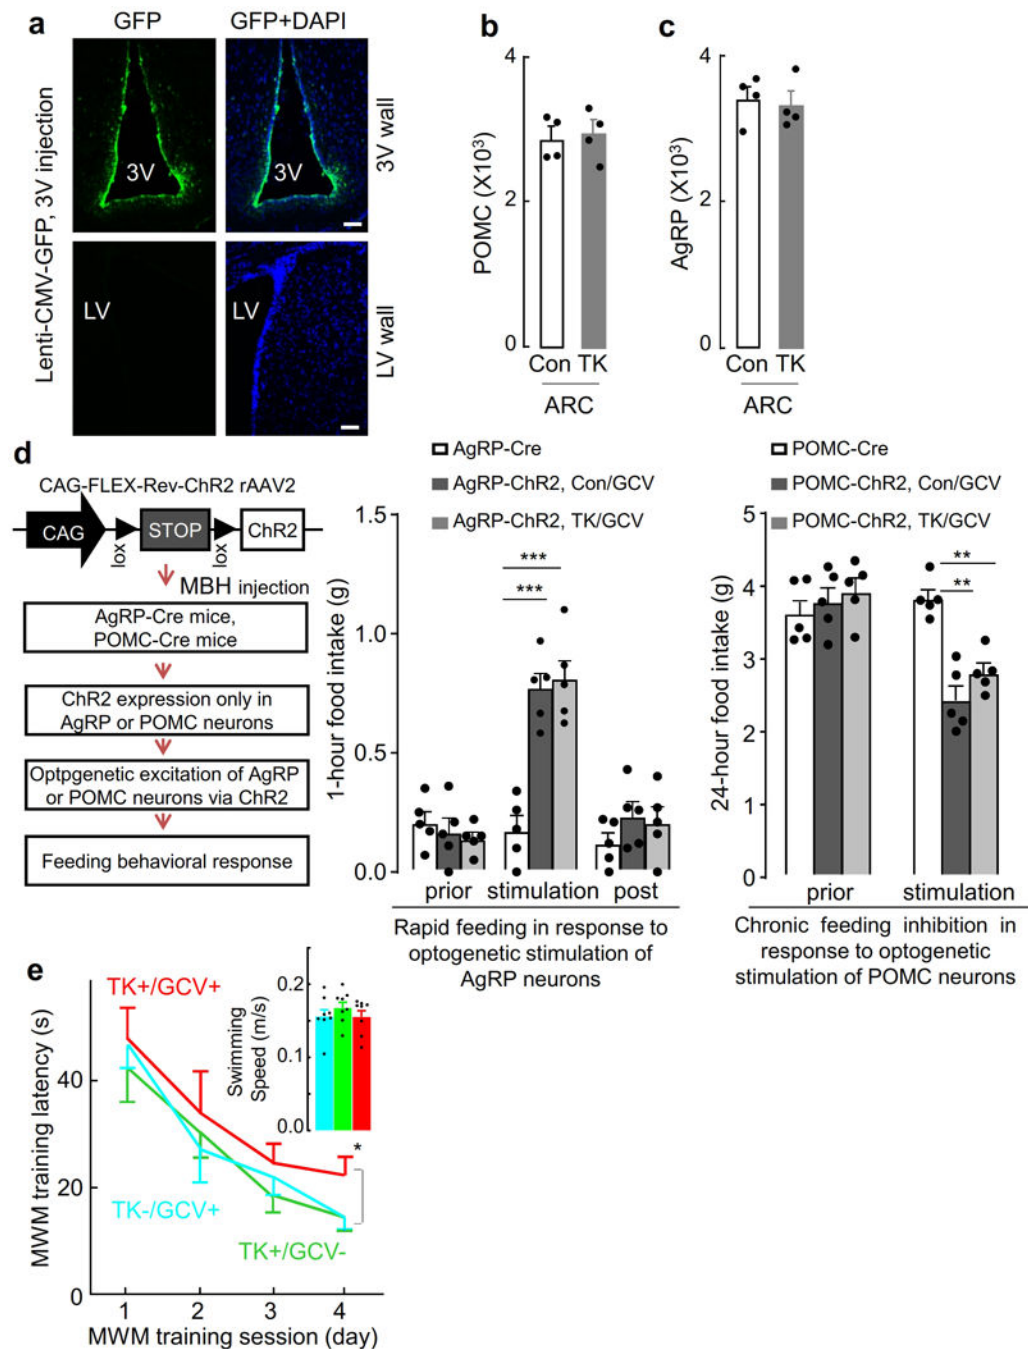 a
GFP
GFP+DAPI
Lenti-CMV-GFP, 3V injection
3V
3V
3V wall
LV
LV
LV wall
b
POMC (X10³)
4
2
0
Con TK
ARC
c
AgRP (X10³)
4
2
0
Con TK
ARC
d
CAG-FLEX-Rev-ChR2 rAAV2
CAG
lox
STOP
lox
ChR2
MBH injection
AgRP-Cre mice,
POMC-Cre mice
ChR2 expression only in
AgRP or POMC neurons
Optpgenetic excitation of AgRP
or POMC neurons via ChR2
Feeding behavioral response
AgRP-Cre
AgRP-ChR2, Con/GCV
AgRP-ChR2, TK/GCV
1-hour food intake (g)
1.5
1.0
0.5
0.0
***
***
prior
stimulation
post
Rapid feeding in response to
optogenetic stimulation of
AgRP neurons
POMC-Cre
POMC-ChR2, Con/GCV
POMC-ChR2, TK/GCV
24-hour food intake (g)
5
4
3
2
1
0
**
**
prior
stimulation
Chronic feeding inhibition in
response to optogenetic
stimulation of POMC neurons
e
MWM training latency (s)
40
20
0
TK+/GCV+
TK-/GCV+
TK+/GCV-
*
1
2
3
4
MWM training session (day)
Swimming
Speed (m/s)
0.2
0.1
0.0